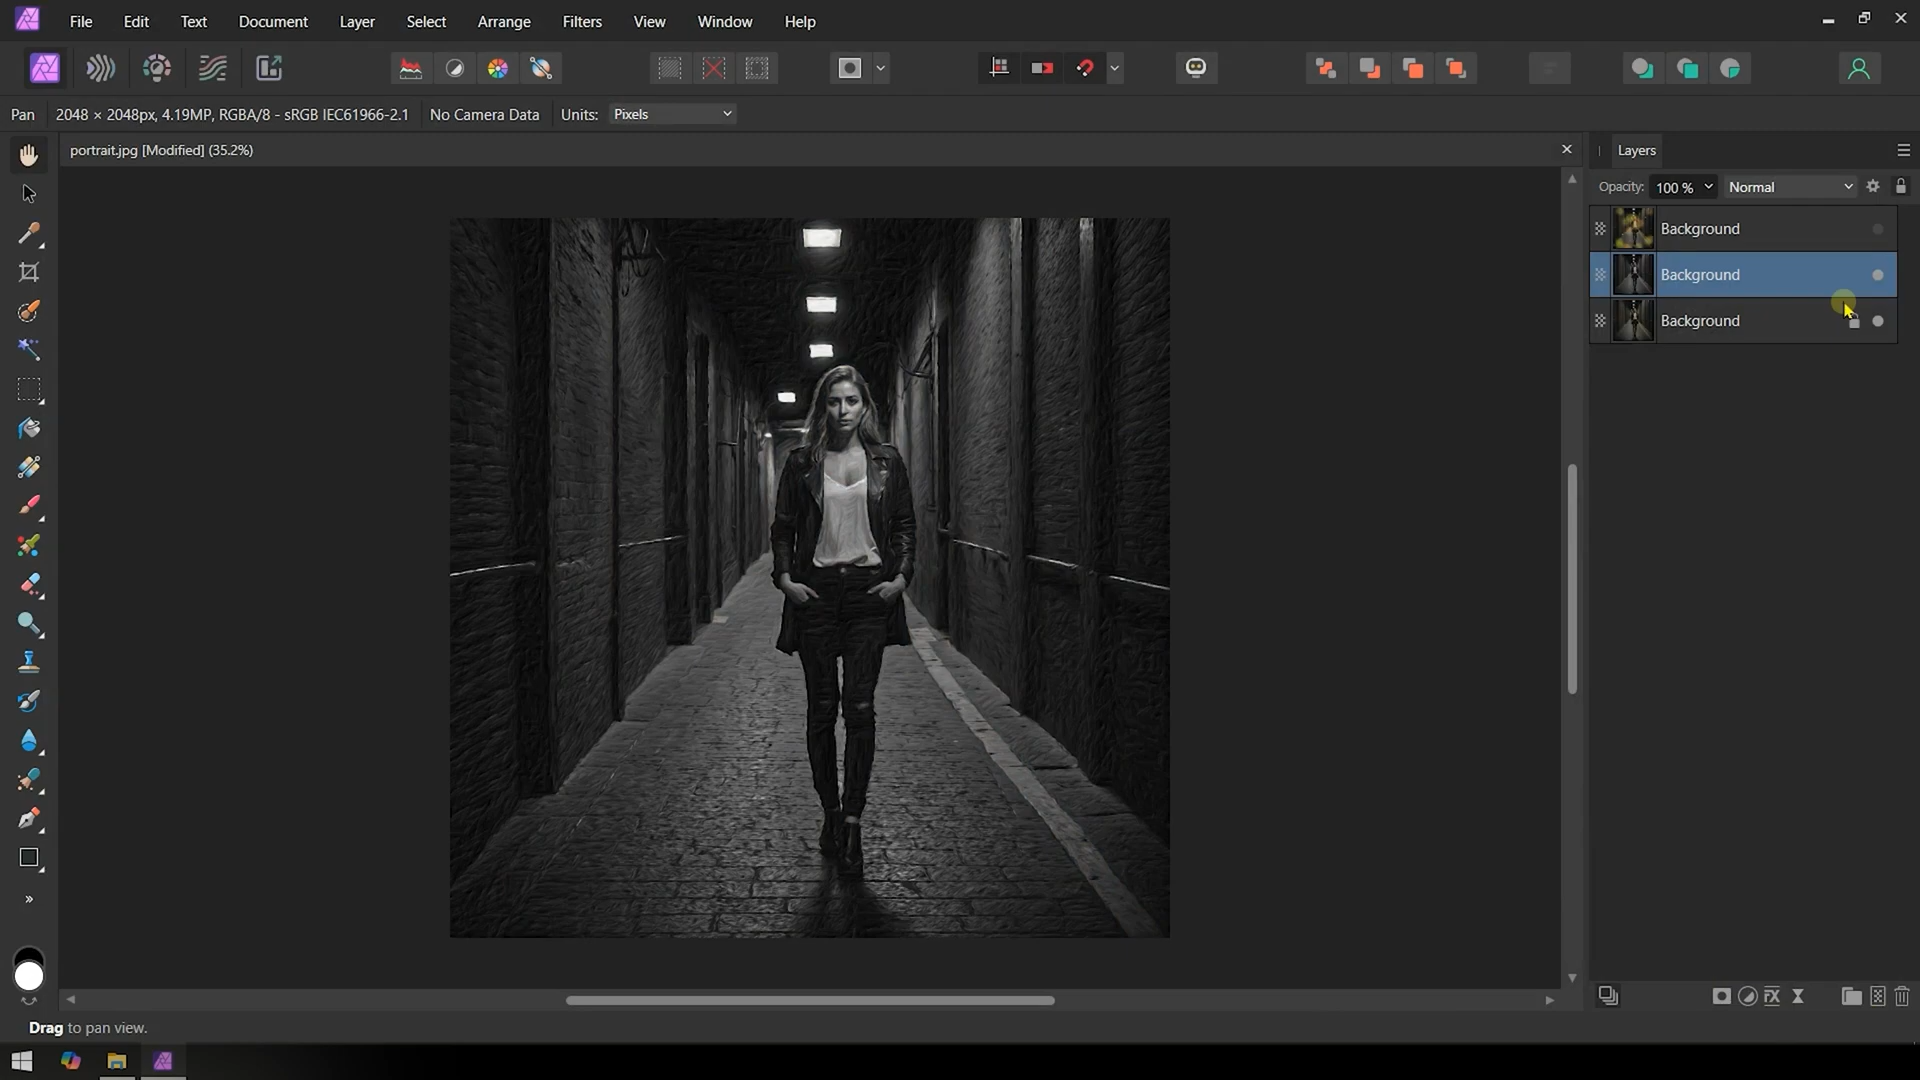 File Edit Text Document Layer Select Arrange Filters View Window Help
Pan 2048 × 2048px, 4.19MP, RGBA/8 - sRGB IEC61966-2.1 No Camera Data Units: Pixels
portrait.jpg [Modified] (35.2%)
Layers
Opacity: 100 % Normal
Background
Background
Background
FX
Drag to pan view.